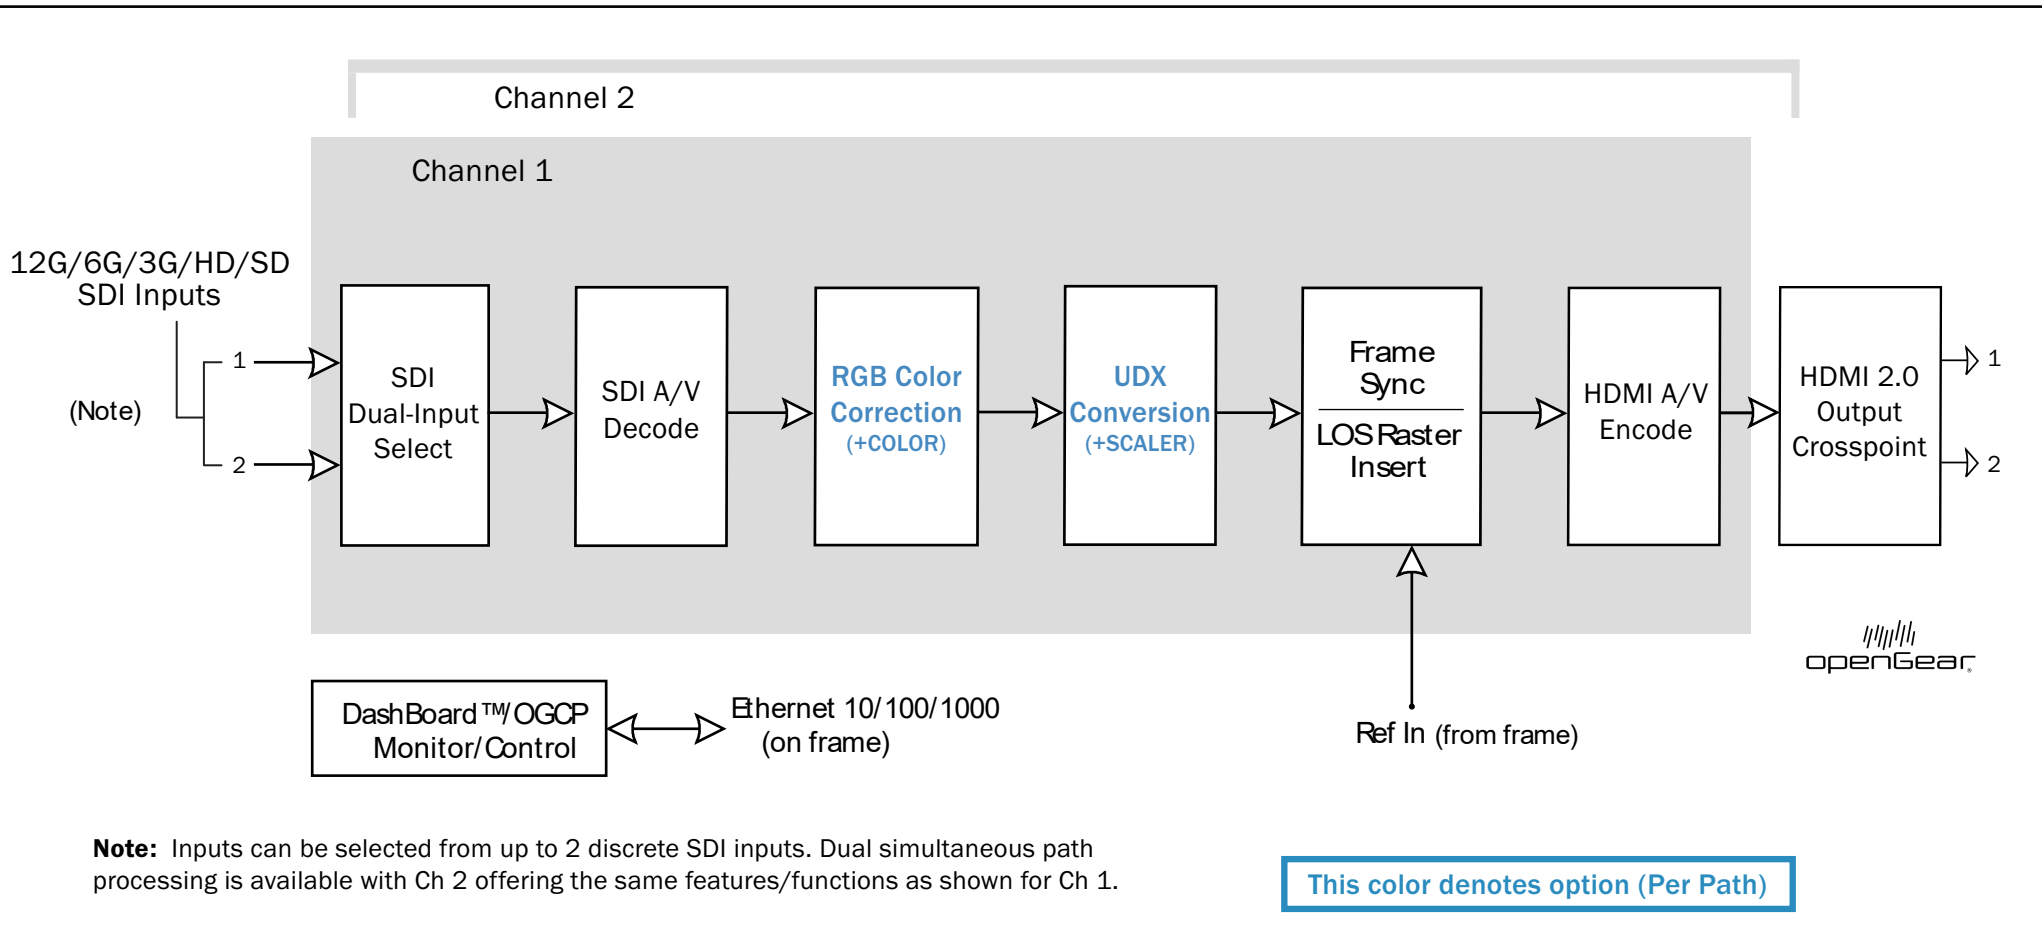 Channel 2
Channel 1
12G/6G/3G/HD/SD
SDI Inputs
1
2
(Note)
SDI
Dual-Input
Select
SDI A/V
Decode
RGB Color
Correction
(+COLOR)
UDX
Conversion
(+SCALER)
Frame
Sync
LOS Raster
Insert
HDMI A/V
Encode
HDMI 2.0
Output
Crosspoint
1
2
openGear®
DashBoard™/OGCP
Monitor/Control
Ethernet 10/100/1000
(on frame)
Ref In (from frame)
Note: Inputs can be selected from up to 2 discrete SDI inputs. Dual simultaneous path
processing is available with Ch 2 offering the same features/functions as shown for Ch 1.
This color denotes option (Per Path)